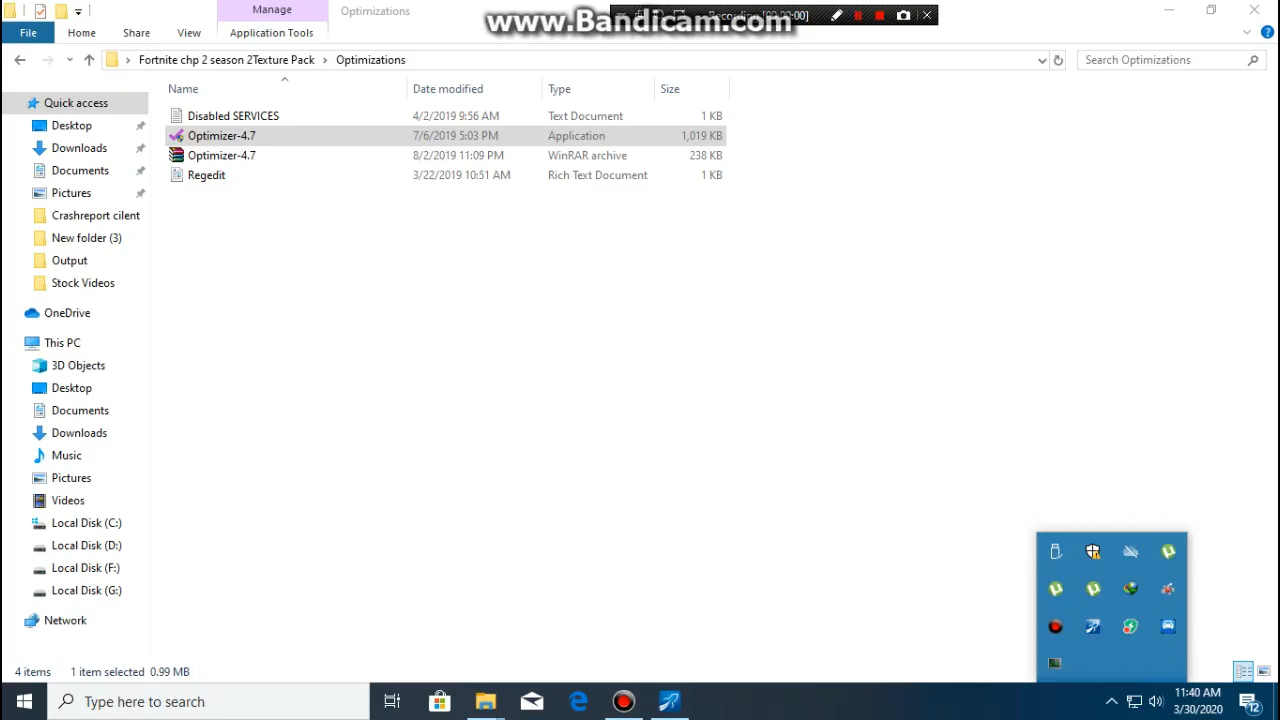 Manage
Optimizations
www.Bandicam.com
File
Home
Share
View
Application Tools
Fortnite chp 2 season 2Texture Pack
Optimizations
Search Optimizations
Name
Date modified
Type
Size
Disabled SERVICES
4/2/2019 9:56 AM
Text Document
1 KB
Optimizer-4.7
7/6/2019 5:03 PM
Application
1,019 KB
Optimizer-4.7
8/2/2019 11:09 PM
WinRAR archive
238 KB
Regedit
3/22/2019 10:51 AM
Rich Text Document
1 KB
Quick access
Desktop
Downloads
Documents
Pictures
Crashreport cilent
New folder (3)
Output
Stock Videos
OneDrive
This PC
3D Objects
Desktop
Documents
Downloads
Music
Pictures
Videos
Local Disk (C:)
Local Disk (D:)
Local Disk (F:)
Local Disk (G:)
Network
4 items
1 item selected 0.99 MB
Type here to search
11:40 AM
3/30/2020
12